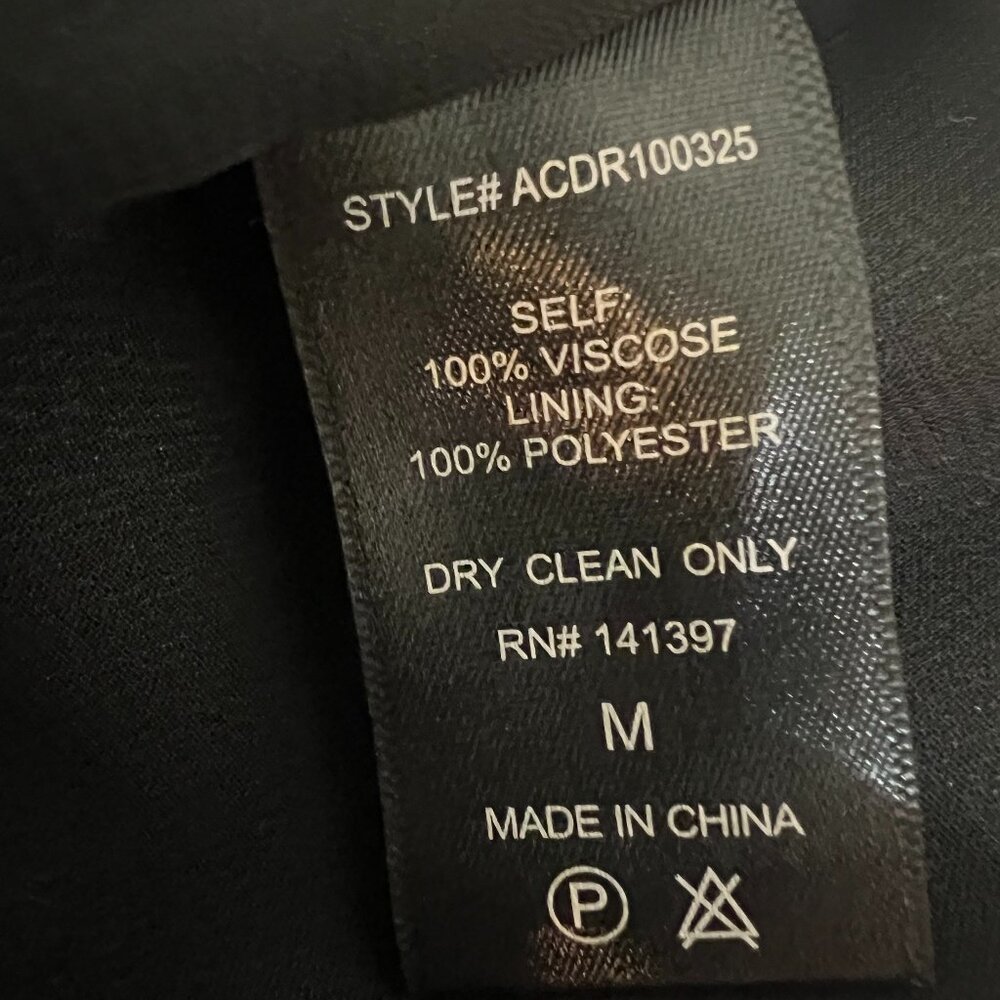 STYLE# ACDR100325
SELF:
100% VISCOSE
LINING:
100% POLYESTER
DRY CLEAN ONLY
RN# 141397
M
MADE IN CHINA
P